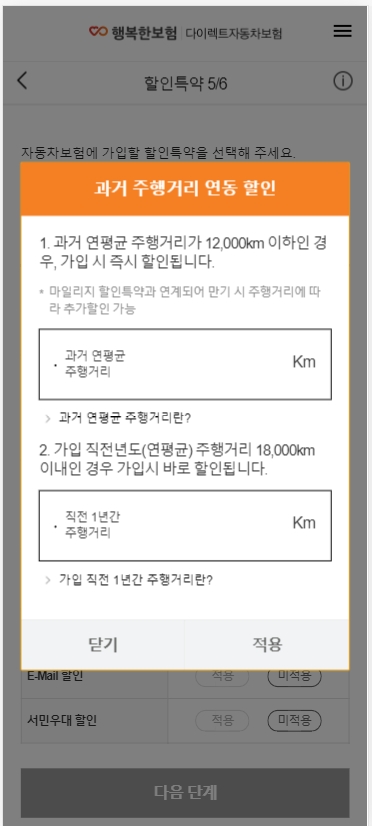 행복한보험 다이렉트자동차보험
할인특약 5/6
자동차보험에 가입할 할인특약을 선택해 주세요.
과거 주행거리 연동 할인
1. 과거 연평균 주행거리가 12,000km 이하인 경
우, 가입 시 즉시 할인됩니다.
• 마일리지 할인특약과 연계되어 만기 시 주행거리에 따
라 추가할인 가능
· 과거 연평균
주행거리
Km
> 과거 연평균 주행거리란?
2. 가입 직전년도(연평균) 주행거리 18,000km
이내인 경우 가입시 바로 할인됩니다.
· 직전 1년간
주행거리
Km
> 가입 직전 1년간 주행거리란?
닫기 적용
E-Mail 할인 적용 미적용
서민우대 할인 적용 미적용
다음 단계